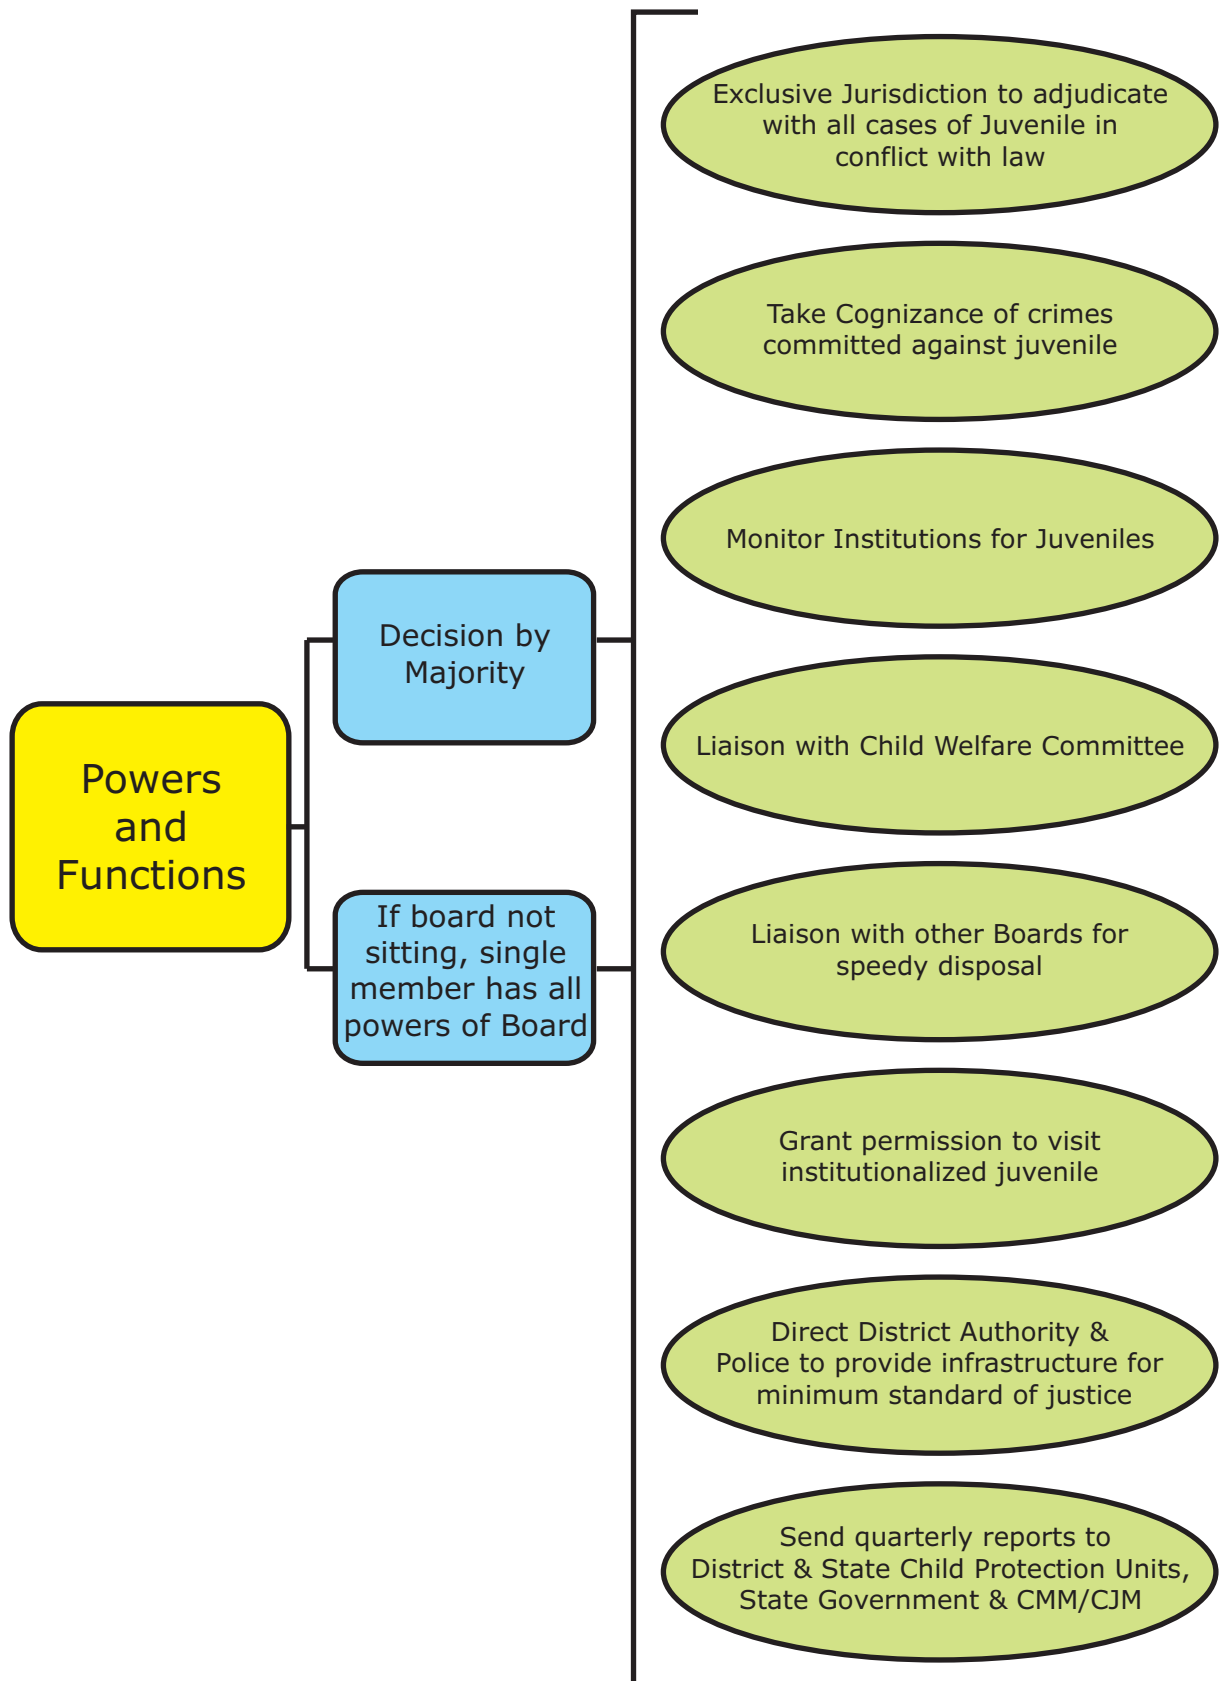 Powers
and
Functions
Decision by
Majority
If board not
sitting, single
member has all
powers of Board
Exclusive Jurisdiction to adjudicate
with all cases of Juvenile in
conflict with law
Take Cognizance of crimes
committed against juvenile
Monitor Institutions for Juveniles
Liaison with Child Welfare Committee
Liaison with other Boards for
speedy disposal
Grant permission to visit
institutionalized juvenile
Direct District Authority &
Police to provide infrastructure for
minimum standard of justice
Send quarterly reports to
District & State Child Protection Units,
State Government & CMM/CJM